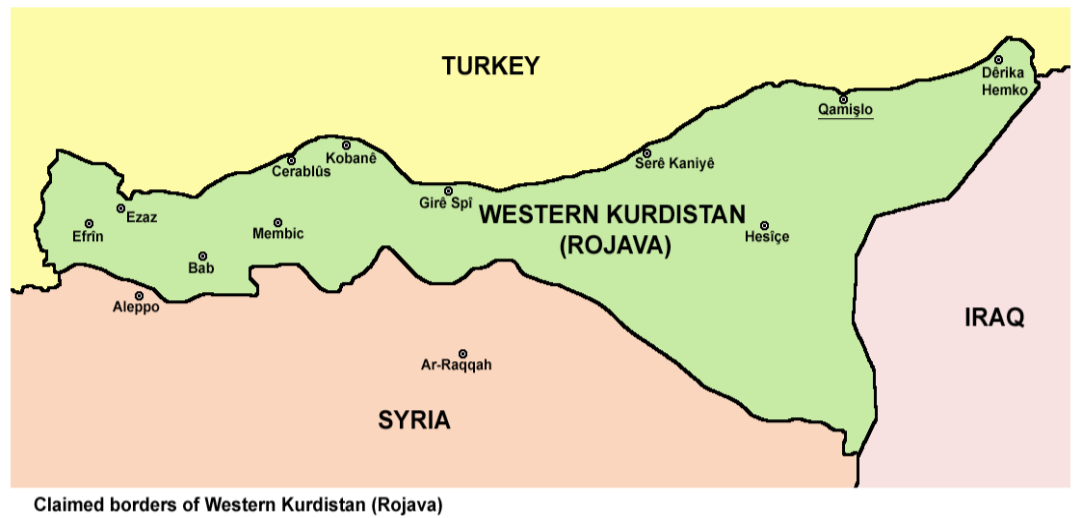 TURKEY
Dêrika
Hemko
Qamişlo
Kobanê
Cerablûs
Serê Kaniyê
Girê Spî
Ezaz
WESTERN KURDISTAN
(ROJAVA)
Efrîn
Membic
Hesîçe
Bab
Aleppo
IRAQ
Ar-Raqqah
SYRIA
Claimed borders of Western Kurdistan (Rojava)